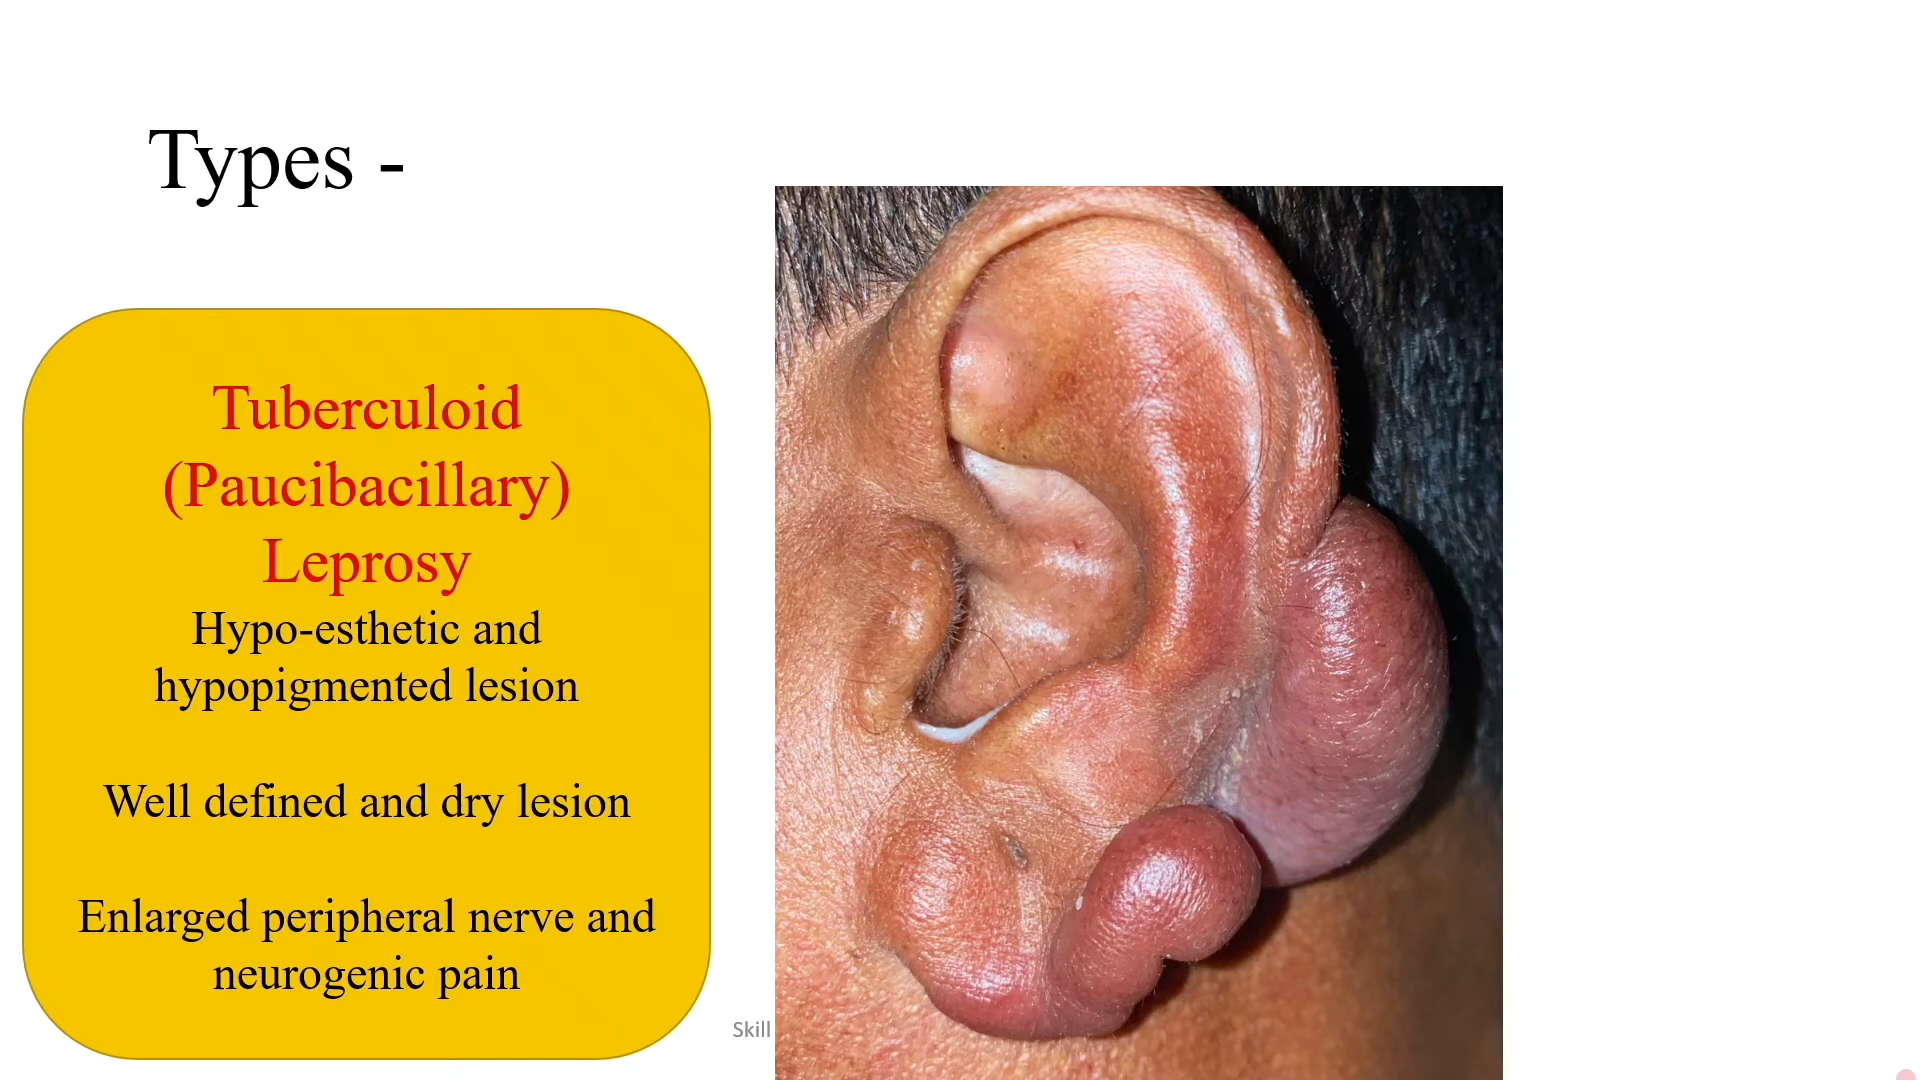 Types -
Tuberculoid
(Paucibacillary)
Leprosy
Hypo-esthetic and
hypopigmented lesion
Well defined and dry lesion
Enlarged peripheral nerve and
neurogenic pain
Skill